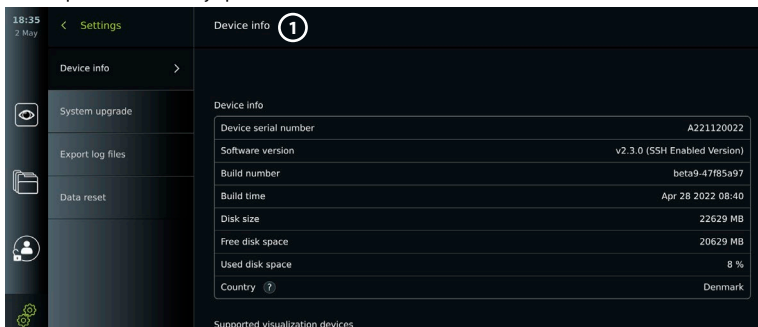 18:35
2 May
Settings
Device info
1
Device info
System upgrade
Export log files
Data reset
Device info
Device serial number A221120022
Software version v2.3.0 (SSH Enabled Version)
Build number beta9-47f85a97
Build time Apr 28 2022 08:40
Disk size 22629 MB
Free disk space 20629 MB
Used disk space 8 %
Country ? Denmark
Supported visualization devices